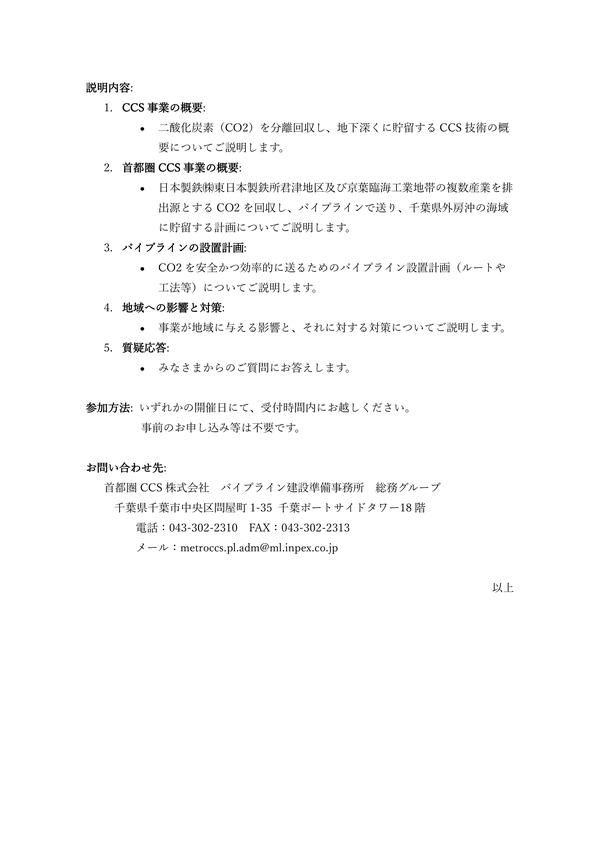 説明内容:
1. CCS 事業の概要:
• 二酸化炭素（CO2）を分離回収し、地下深くに貯留する CCS 技術の概
要についてご説明します。
2. 首都圏 CCS 事業の概要:
• 日本製鉄㈱東日本製鉄所君津地区及び京葉臨海工業地帯の複数産業を排
出源とする CO2 を回収し、パイプラインで送り、千葉県外房沖の海域
に貯留する計画についてご説明します。
3. パイプラインの設置計画:
• CO2 を安全かつ効率的に送るためのパイプライン設置計画（ルートや
工法等）についてご説明します。
4. 地域への影響と対策:
• 事業が地域に与える影響と、それに対する対策についてご説明します。
5. 質疑応答:
• みなさまからのご質問にお答えします。
参加方法: いずれかの開催日にて、受付時間内にお越しください。
事前のお申し込み等は不要です。
お問い合わせ先:
首都圏 CCS 株式会社　パイプライン建設準備事務所　総務グループ
千葉県千葉市中央区問屋町 1-35 千葉ポートサイドタワー18 階
電話：043-302-2310　FAX：043-302-2313
メール：metroccs.pl.adm@ml.inpex.co.jp
以上